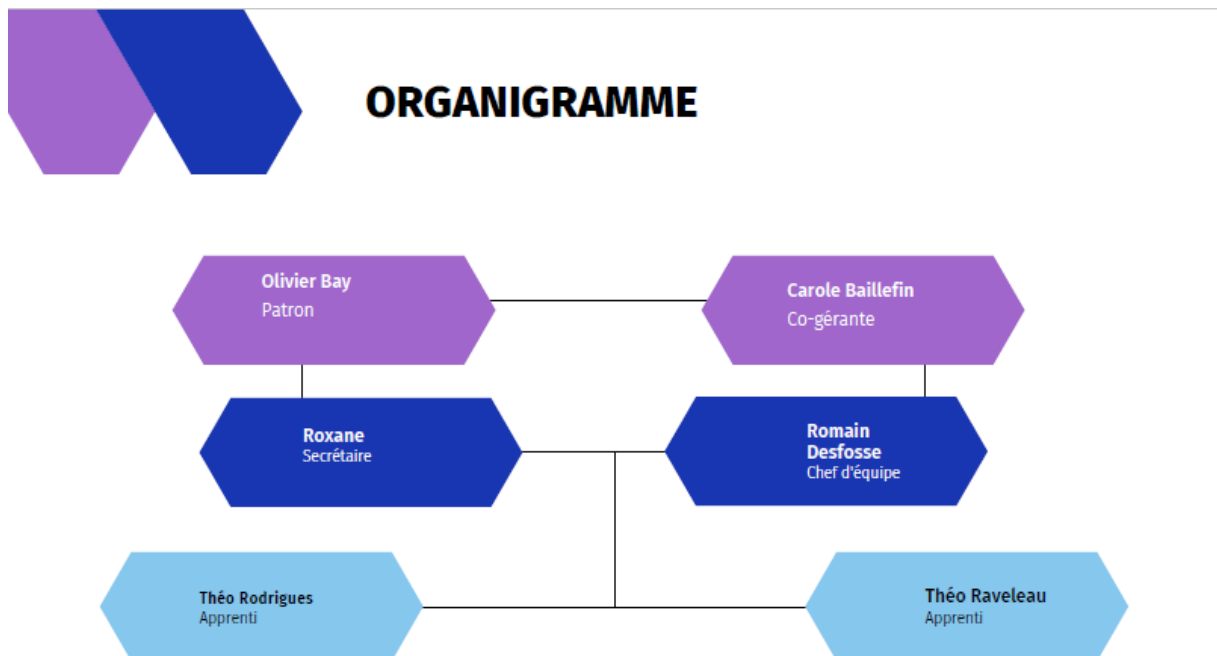 ORGANIGRAMME
Olivier Bay
Patron
Carole Baillefin
Co-gérante
Roxane
Secrétaire
Romain
Desfosse
Chef d'équipe
Théo Rodrigues
Apprenti
Théo Raveleau
Apprenti